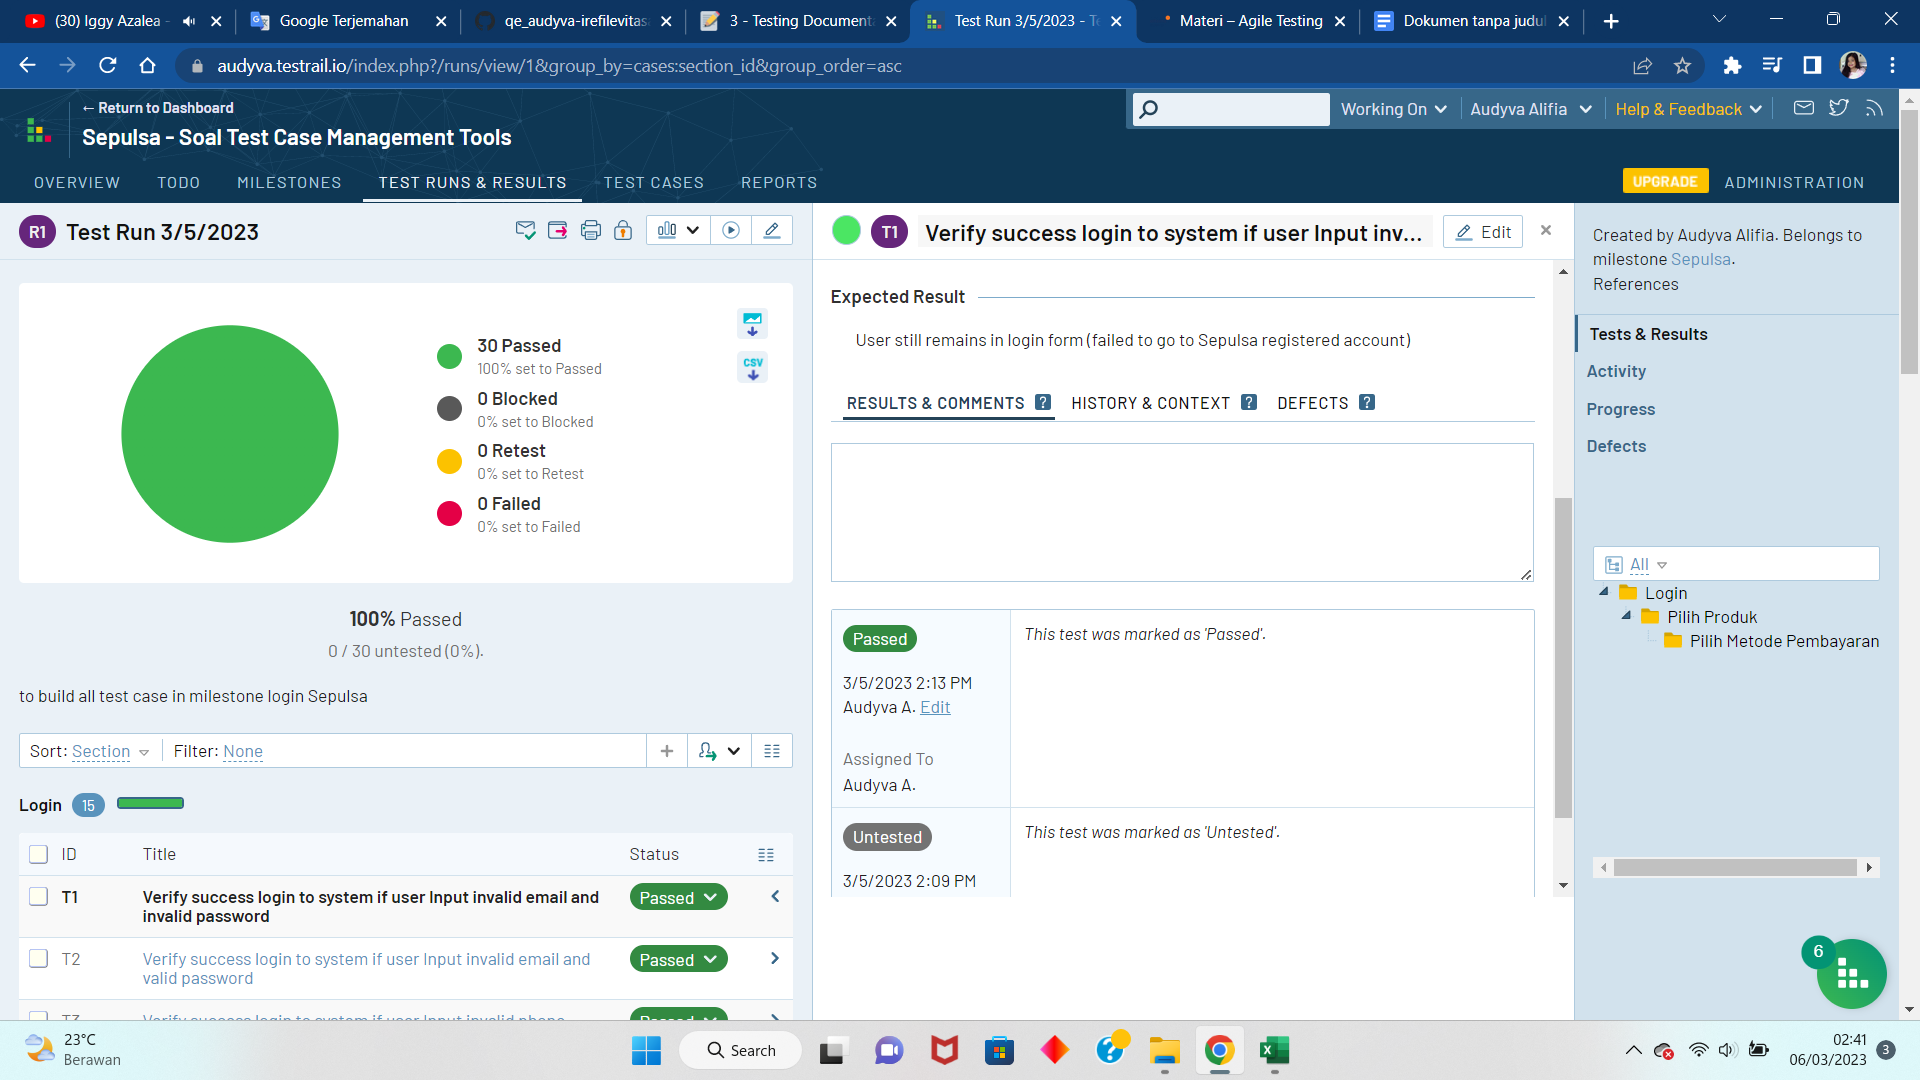 (30) Iggy Azalea -
Google Terjemahan
qe_audyva-irefilevitasa
3 - Testing Documenta
Test Run 3/5/2023 - Te
Materi – Agile Testing
Dokumen tanpa judul
audyva.testrail.io/index.php?/runs/view/1&group_by=cases:section_id&group_order=asc
← Return to Dashboard
Sepulsa - Soal Test Case Management Tools
Working On
Audyva Alifia
Help & Feedback
OVERVIEW
TODO
MILESTONES
TEST RUNS & RESULTS
TEST CASES
REPORTS
UPGRADE
ADMINISTRATION
R1
Test Run 3/5/2023
30 Passed
100% set to Passed
0 Blocked
0% set to Blocked
0 Retest
0% set to Retest
0 Failed
0% set to Failed
CSV
100% Passed
0 / 30 untested (0%).
to build all test case in milestone login Sepulsa
Sort: Section
Filter: None
Login 15
ID
Title
Status
T1
Verify success login to system if user Input invalid email and
invalid password
Passed
T2
Verify success login to system if user Input invalid email and
valid password
Passed
T3
Verify success login to system if user Input invalid phone
Passed
T1
Verify success login to system if user Input inv...
Edit
Expected Result
User still remains in login form (failed to go to Sepulsa registered account)
RESULTS & COMMENTS ?
HISTORY & CONTEXT ?
DEFECTS ?
Passed
This test was marked as 'Passed'.
3/5/2023 2:13 PM
Audyva A. Edit
Assigned To
Audyva A.
Untested
This test was marked as 'Untested'.
3/5/2023 2:09 PM
Created by Audyva Alifia. Belongs to
milestone Sepulsa.
References
Tests & Results
Activity
Progress
Defects
All
Login
Pilih Produk
Pilih Metode Pembayaran
6
23°C
Berawan
Search
02:41
06/03/2023
3